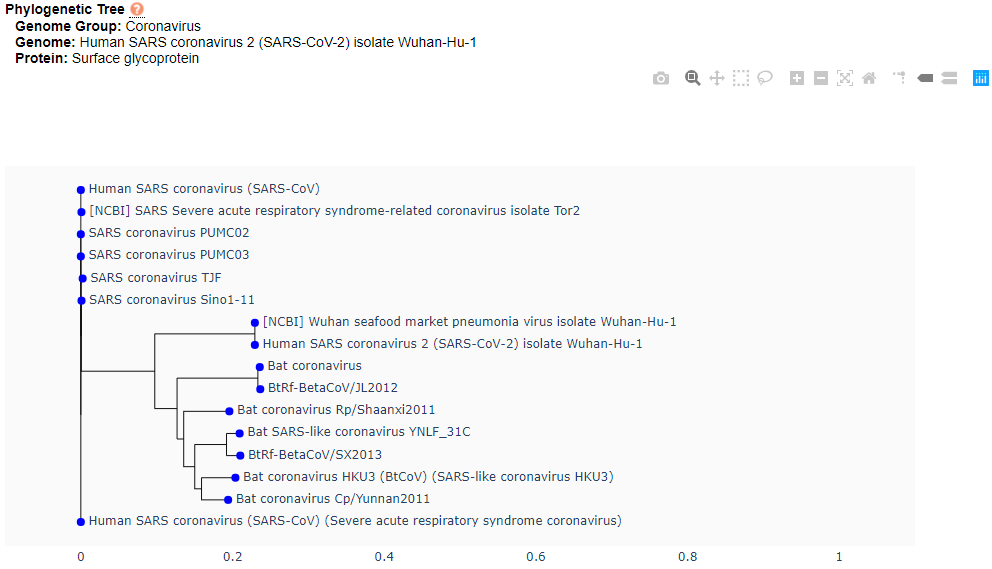 Phylogenetic Tree ?
Genome Group: Coronavirus
Genome: Human SARS coronavirus 2 (SARS-CoV-2) isolate Wuhan-Hu-1
Protein: Surface glycoprotein
Human SARS coronavirus (SARS-CoV)
[NCBI] SARS Severe acute respiratory syndrome-related coronavirus isolate Tor2
SARS coronavirus PUMC02
SARS coronavirus PUMC03
SARS coronavirus TJF
SARS coronavirus Sino1-11
[NCBI] Wuhan seafood market pneumonia virus isolate Wuhan-Hu-1
Human SARS coronavirus 2 (SARS-CoV-2) isolate Wuhan-Hu-1
Bat coronavirus
BtRf-BetaCoV/JL2012
Bat coronavirus Rp/Shaanxi2011
Bat SARS-like coronavirus YNLF_31C
BtRf-BetaCoV/SX2013
Bat coronavirus HKU3 (BtCoV) (SARS-like coronavirus HKU3)
Bat coronavirus Cp/Yunnan2011
Human SARS coronavirus (SARS-CoV) (Severe acute respiratory syndrome coronavirus)
0 0.2 0.4 0.6 0.8 1